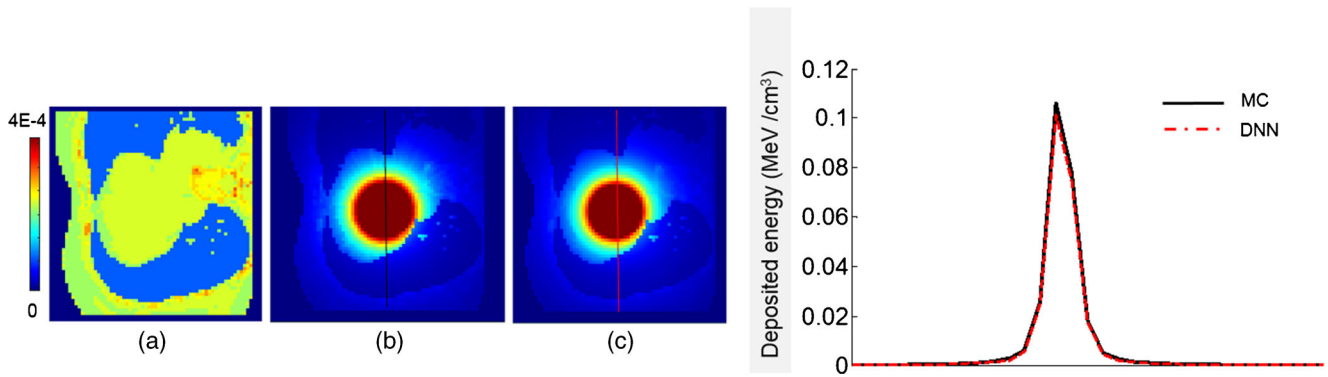 4E-4
0
(a)
(b)
(c)
Deposited energy (MeV /cm³)
0.12
0.1
0.08
0.06
0.04
0.02
0
MC
DNN